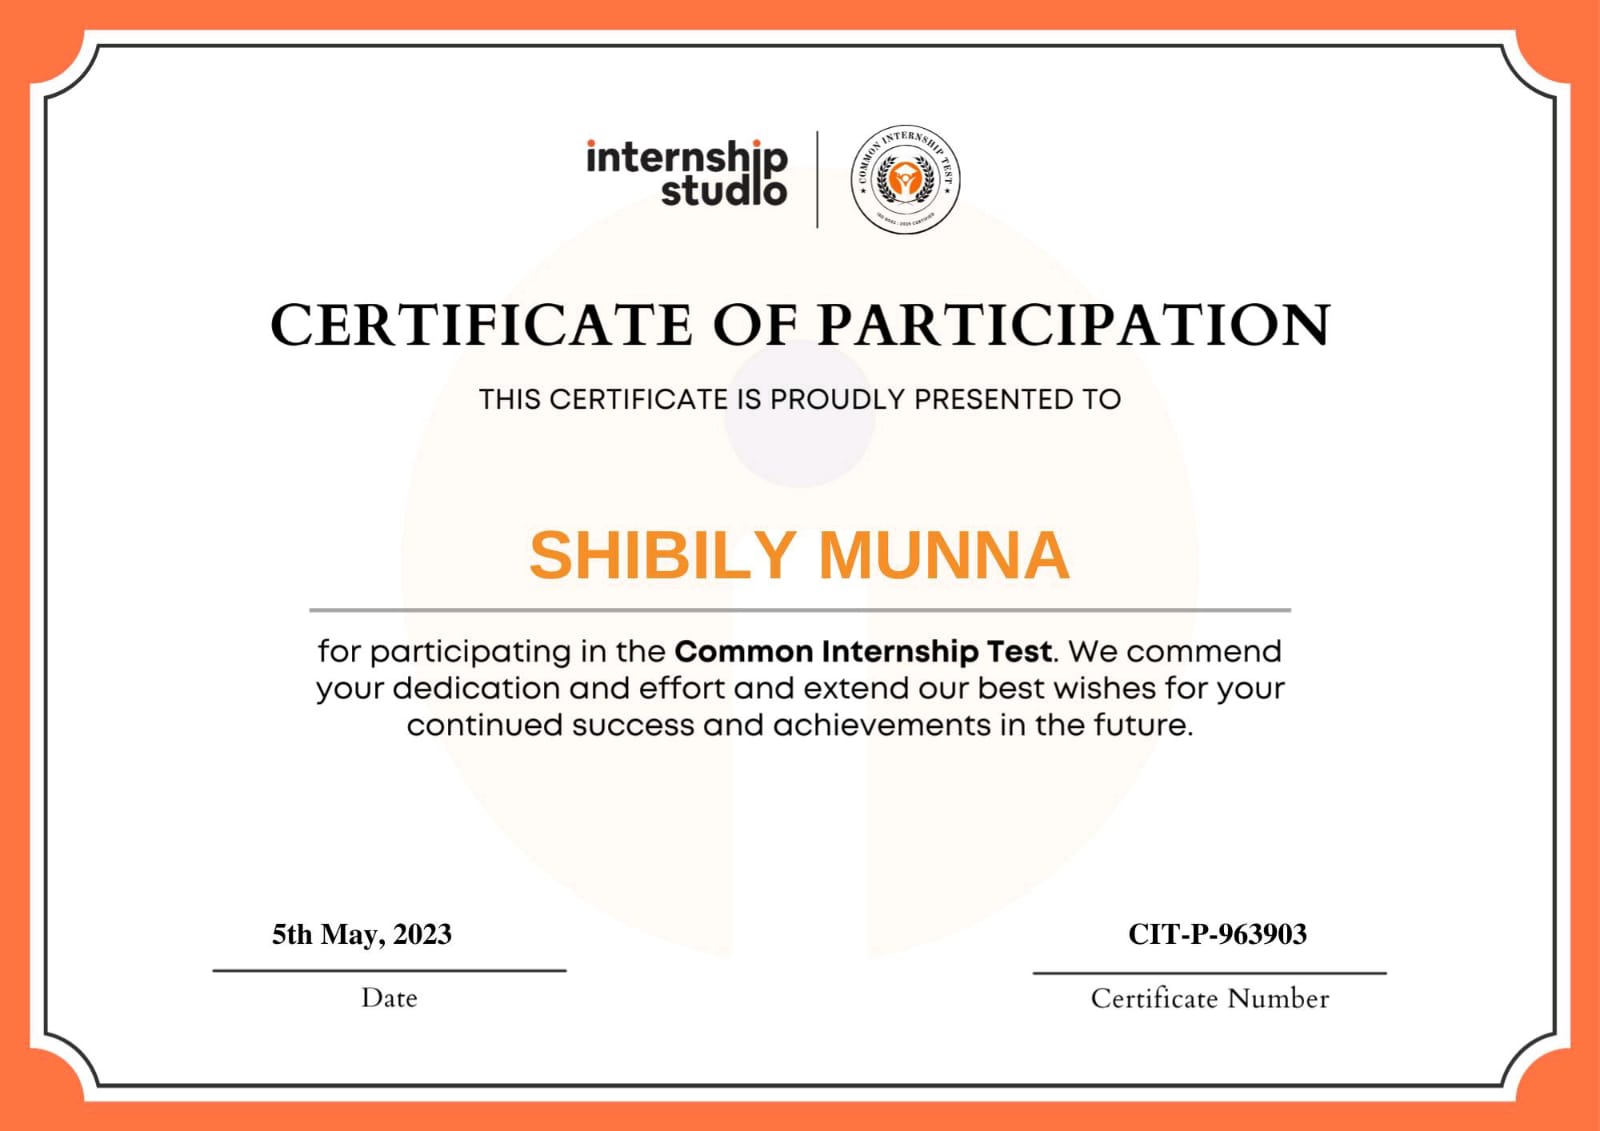 internship
studio
COMMON INTERNSHIP TEST
CERTIFICATE OF PARTICIPATION
THIS CERTIFICATE IS PROUDLY PRESENTED TO
SHIBILY MUNNA
for participating in the Common Internship Test. We commend
your dedication and effort and extend our best wishes for your
continued success and achievements in the future.
5th May, 2023
CIT-P-963903
Date
Certificate Number